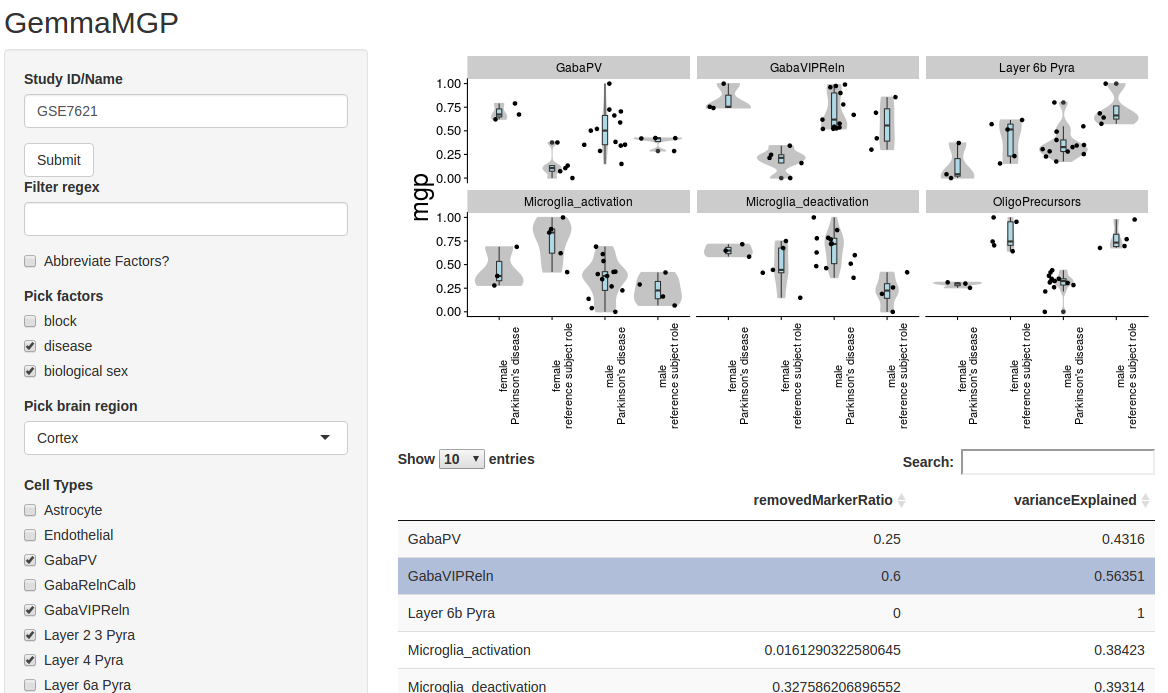 GemmaMGP
Study ID/Name
GSE7621
Submit
Filter regex
Abbreviate Factors?
Pick factors
block
disease
biological sex
Pick brain region
Cortex
Cell Types
Astrocyte
Endothelial
GabaPV
GabaRelnCalb
GabaVIPReln
Layer 2 3 Pyra
Layer 4 Pyra
Layer 6a Pyra
mgp
GabaPV GabaVIPReln Layer 6b Pyra
1.00
0.75
0.50
0.25
0.00
Microglia_activation Microglia_deactivation OligoPrecursors
1.00
0.75
0.50
0.25
0.00
female
Parkinson's disease
female
reference subject role
male
Parkinson's disease
male
reference subject role
female
Parkinson's disease
female
reference subject role
male
Parkinson's disease
male
reference subject role
female
Parkinson's disease
female
reference subject role
male
Parkinson's disease
male
reference subject role
Show 10 entries Search:
removedMarkerRatio varianceExplained
GabaPV 0.25 0.4316
GabaVIPReln 0.6 0.56351
Layer 6b Pyra 0 1
Microglia_activation 0.0161290322580645 0.38423
Microglia_deactivation 0.327586206896552 0.39314